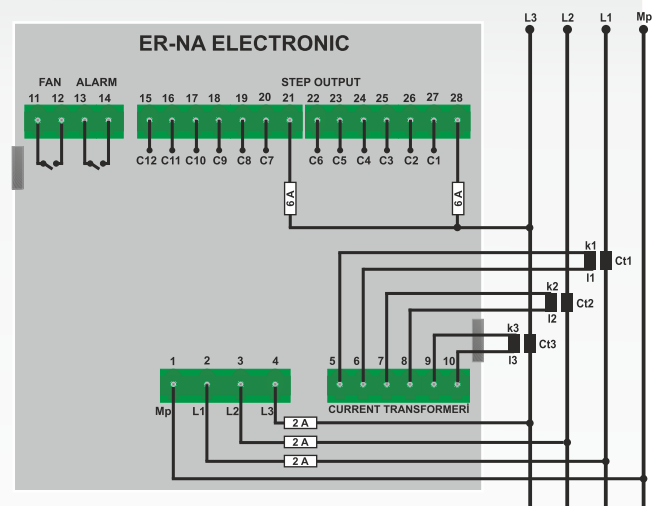 L3 L2 L1 Mp
ER-NA ELECTRONIC
FAN ALARM STEP OUTPUT
11 12 13 14 15 16 17 18 19 20 21 22 23 24 25 26 27 28
C12 C11 C10 C9 C8 C7 C6 C5 C4 C3 C2 C1
6 A 6 A
k1
Ct1
l1
k2
Ct2
l2
k3
Ct3
l3
1 2 3 4 5 6 7 8 9 10
Mp L1 L2 L3 CURRENT TRANSFORMERİ
2 A
2 A
2 A